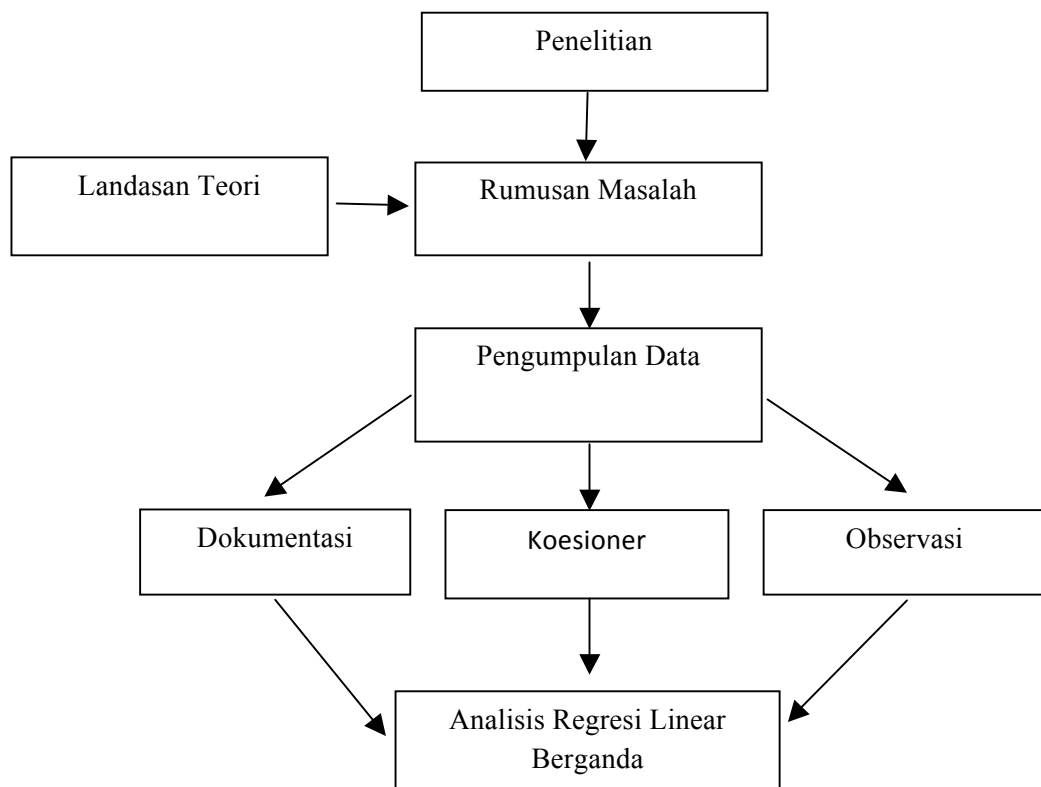 Penelitian
Landasan Teori
Rumusan Masalah
Pengumpulan Data
Dokumentasi
Koesioner
Observasi
Analisis Regresi Linear
Berganda